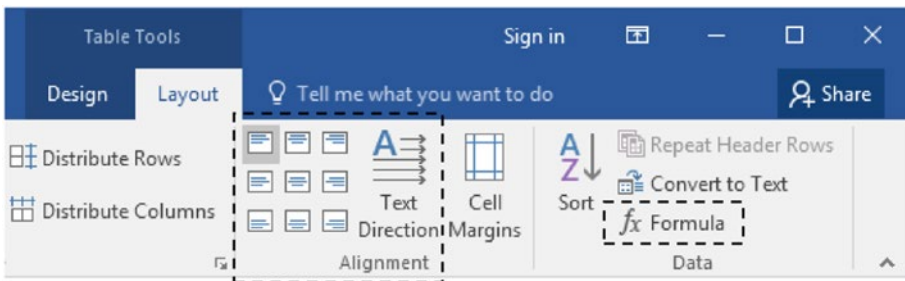 Table Tools Sign in
Design Layout Tell me what you want to do Share
Distribute Rows
Distribute Columns
Text
Direction
Cell
Margins
Alignment
A
Z
Sort
Repeat Header Rows
Convert to Text
fx Formula
Data